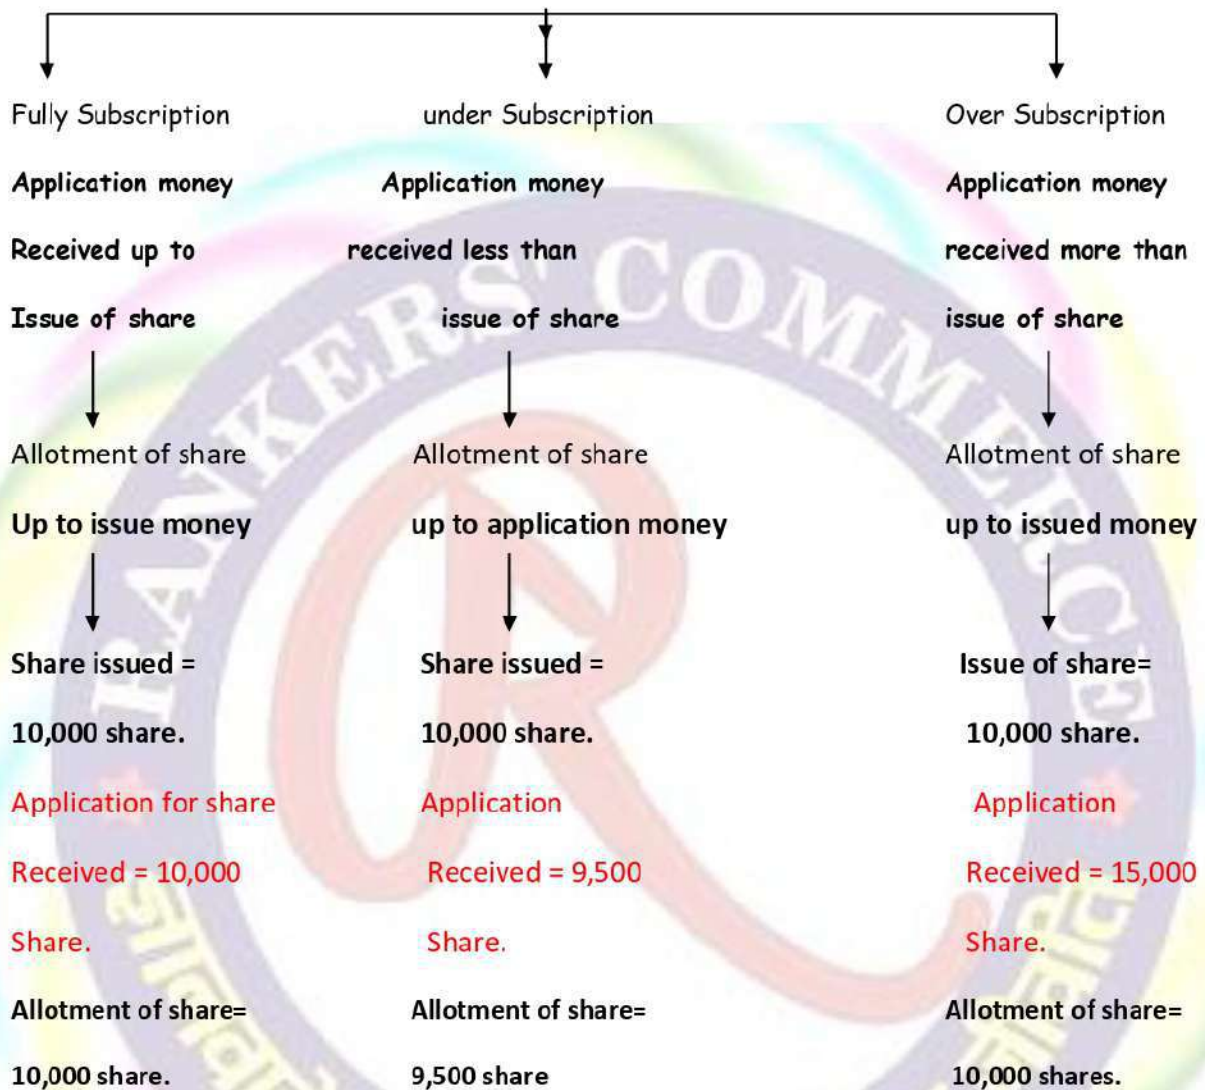 Fully Subscription
Application money
Received up to
Issue of share
Allotment of share
Up to issue money
Share issued =
10,000 share.
Application for share
Received = 10,000
Share.
Allotment of share=
10,000 share.
under Subscription
Application money
received less than
issue of share
Allotment of share
up to application money
Share issued =
10,000 share.
Application
Received = 9,500
Share.
Allotment of share=
9,500 share
Over Subscription
Application money
received more than
issue of share
Allotment of share
up to issued money
Issue of share=
10,000 share.
Application
Received = 15,000
Share.
Allotment of share=
10,000 shares.
RANKERS' COMMERCE